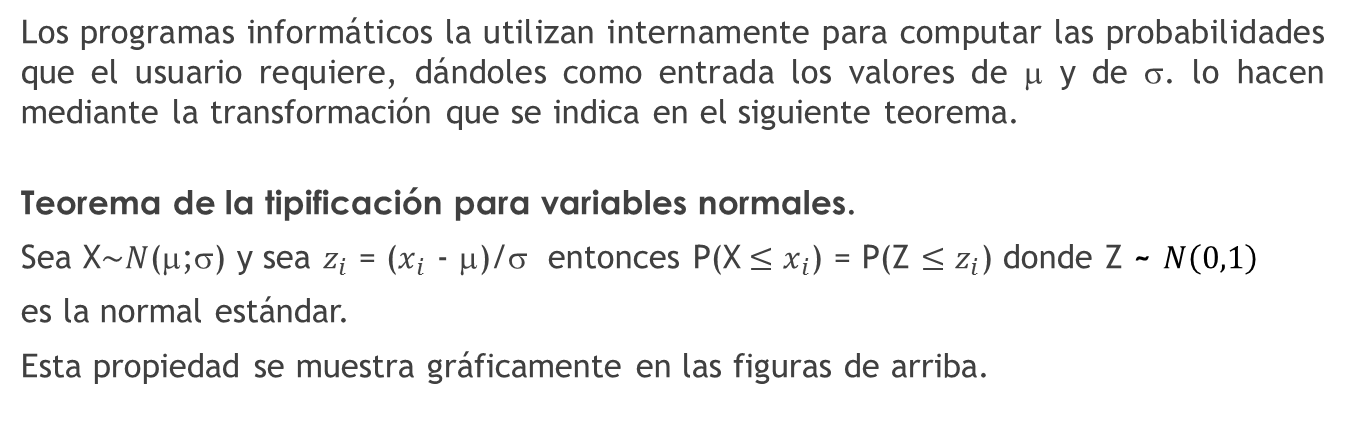 Los programas informáticos la utilizan internamente para computar las probabilidades
que el usuario requiere, dándoles como entrada los valores de μ y de σ. lo hacen
mediante la transformación que se indica en el siguiente teorema.
Teorema de la tipificación para variables normales.
Sea X~N(μ;σ) y sea zᵢ = (xᵢ - μ)/σ entonces P(X ≤ xᵢ) = P(Z ≤ zᵢ) donde Z ~ N(0,1)
es la normal estándar.
Esta propiedad se muestra gráficamente en las figuras de arriba.